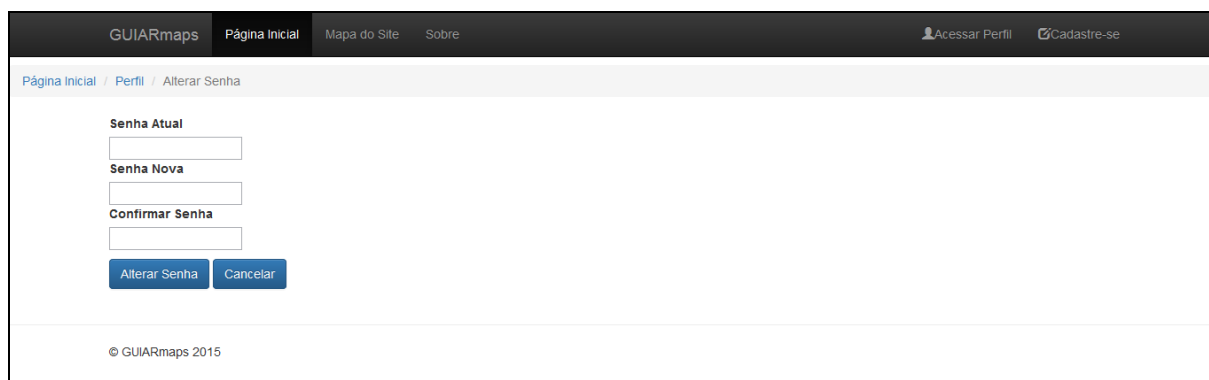 GUIARmaps Página Inicial Mapa do Site Sobre Acessar Perfil Cadastre-se
Página Inicial / Perfil / Alterar Senha
Senha Atual
Senha Nova
Confirmar Senha
Alterar Senha Cancelar
© GUIARmaps 2015